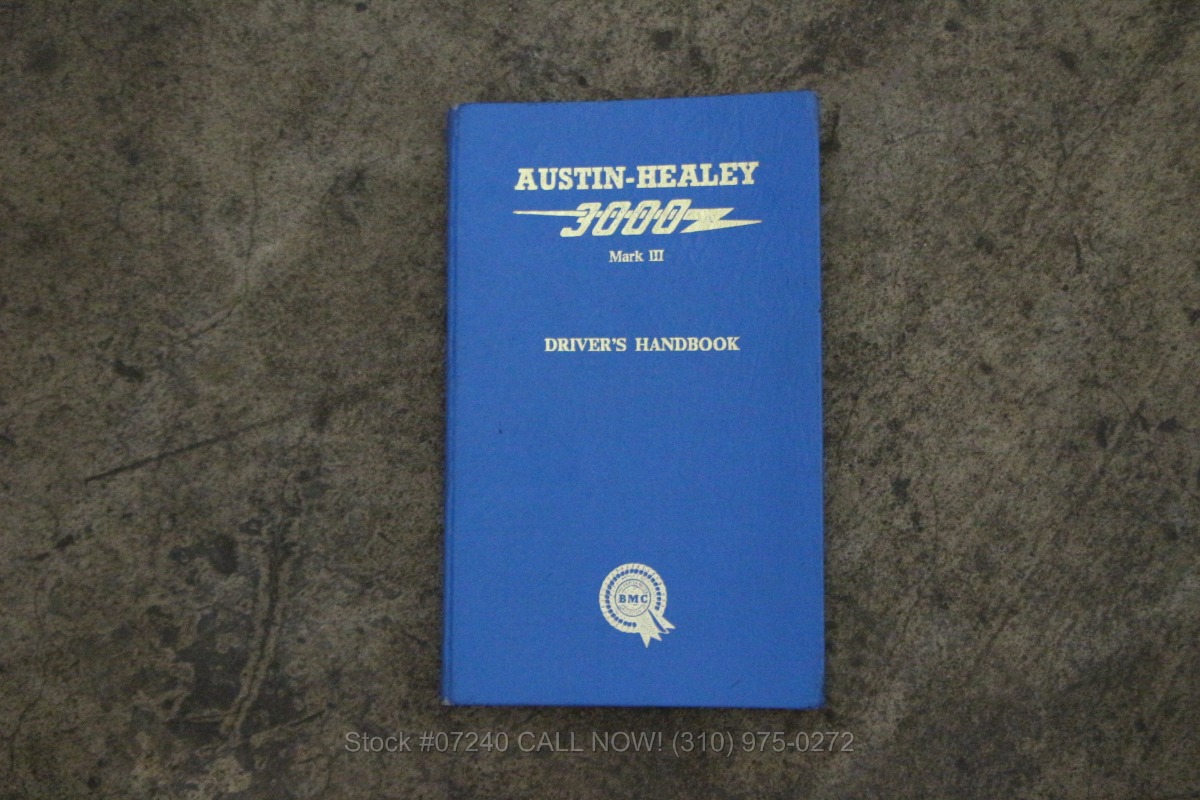 AUSTIN-HEALEY
3000
Mark III
DRIVER'S HANDBOOK
BMC
Stock #07240 CALL NOW! (310) 975-0272